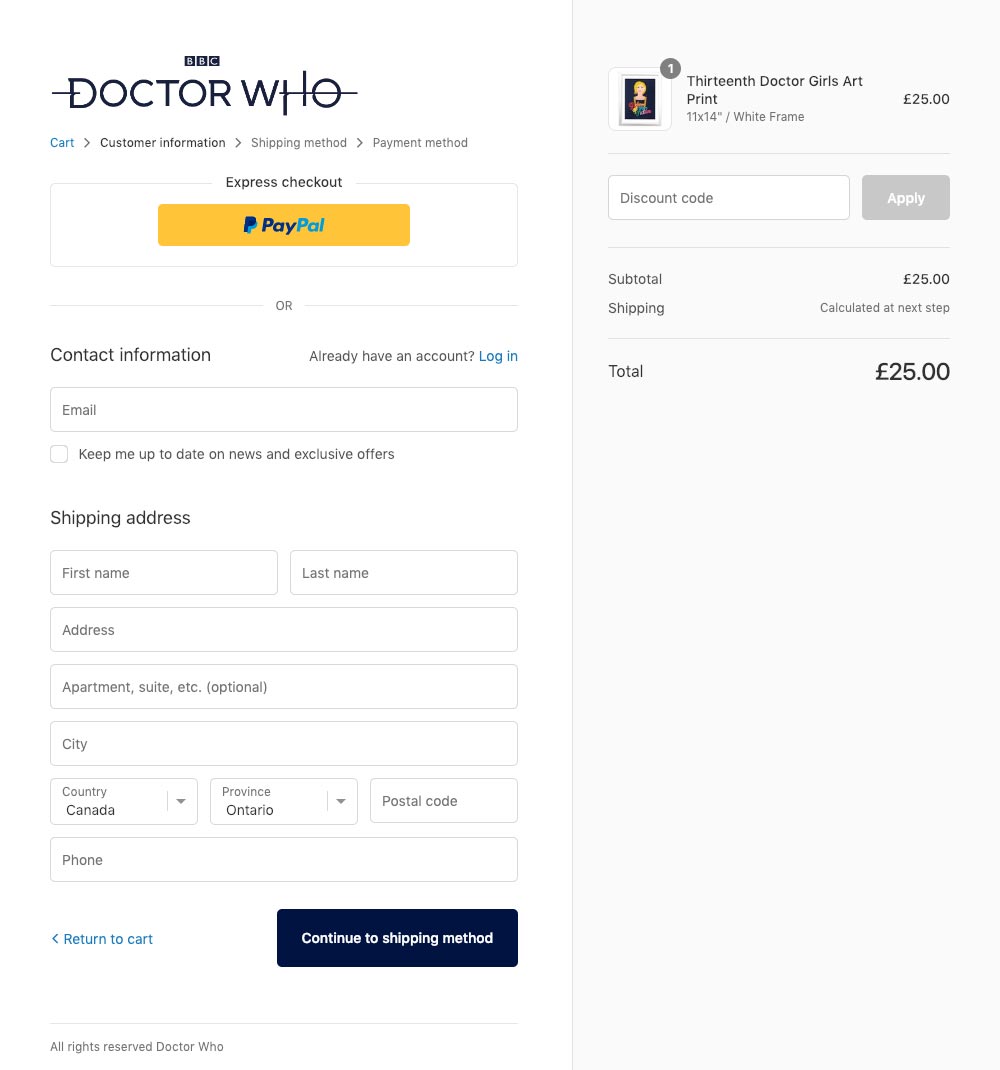 BBC
DOCTOR WHO
Cart > Customer information > Shipping method > Payment method
Express checkout
PayPal
OR
Contact information
Already have an account? Log in
Email
Keep me up to date on news and exclusive offers
Shipping address
First name
Last name
Address
Apartment, suite, etc. (optional)
City
Country
Canada
Province
Ontario
Postal code
Phone
< Return to cart
Continue to shipping method
All rights reserved Doctor Who
1
Thirteenth Doctor Girls Art
Print
11x14" / White Frame
£25.00
Discount code
Apply
Subtotal
£25.00
Shipping
Calculated at next step
Total
£25.00